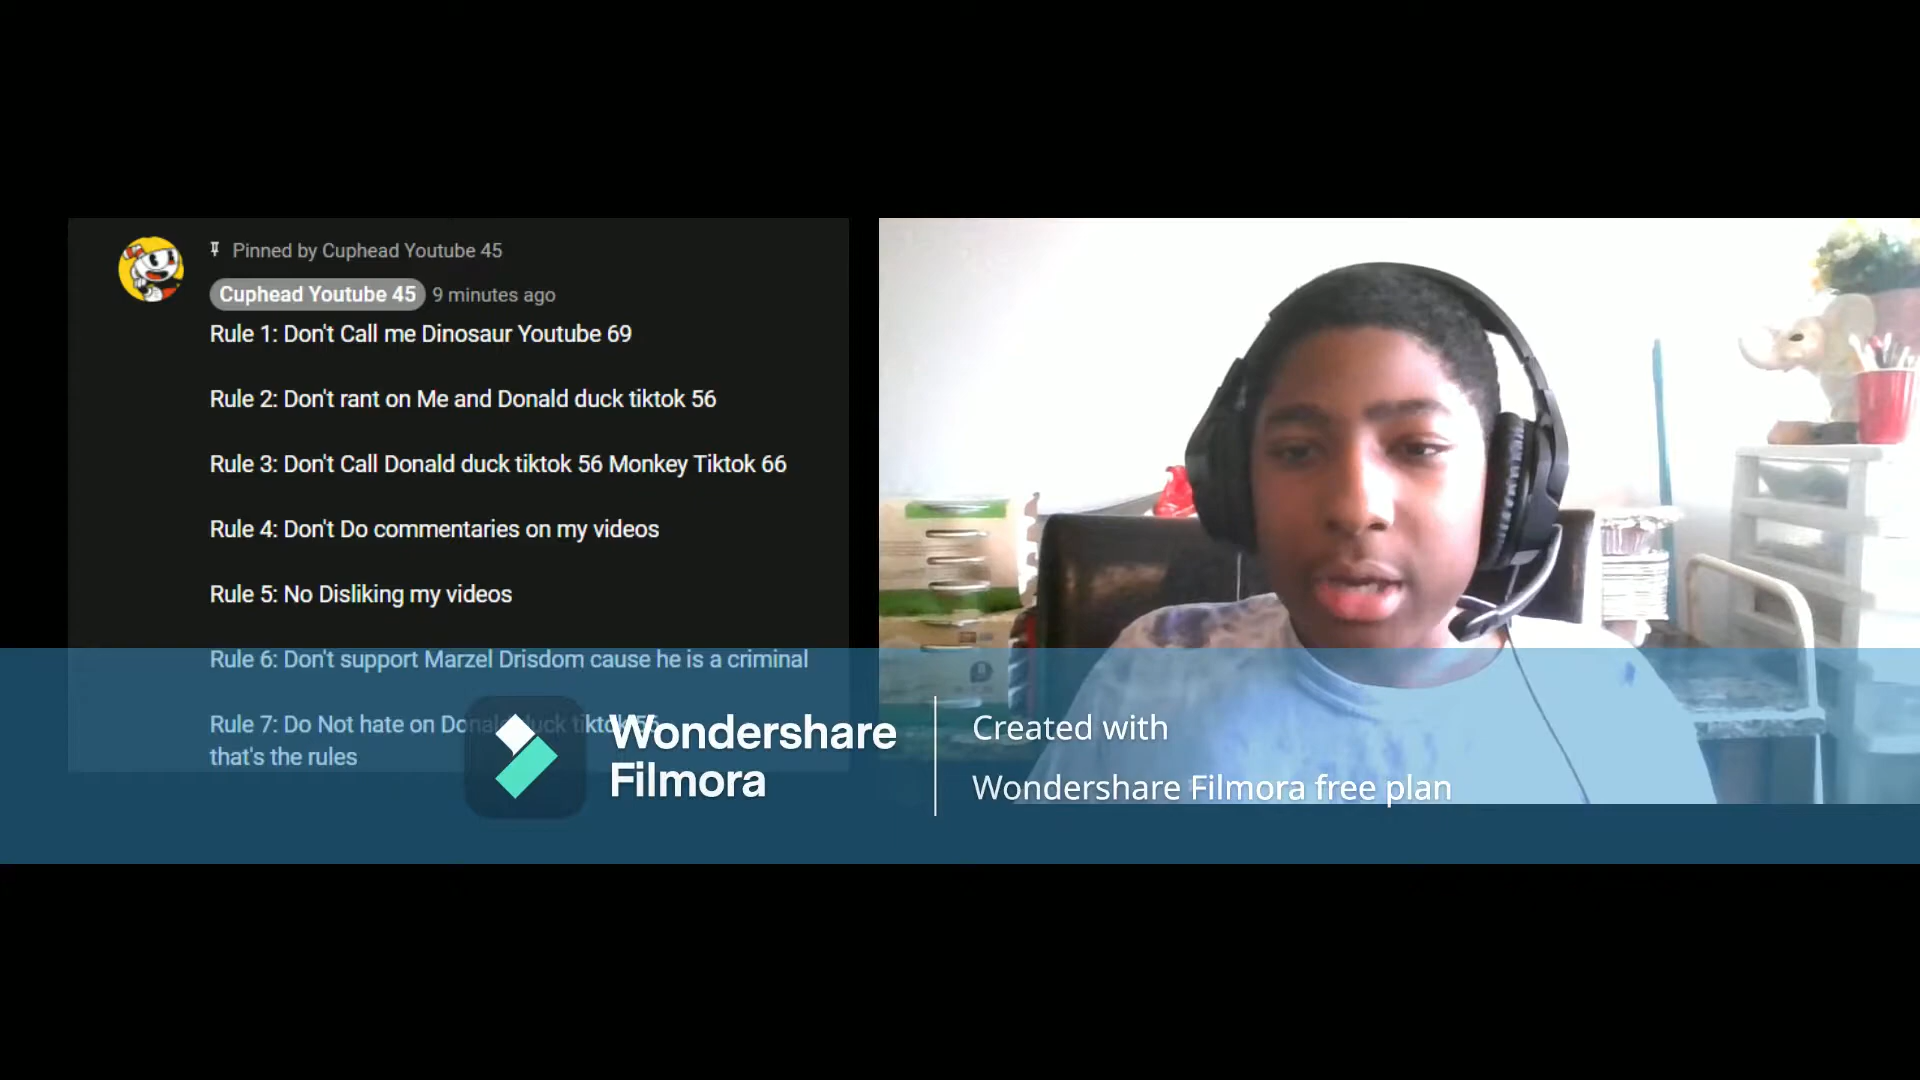 Pinned by Cuphead Youtube 45
Cuphead Youtube 45 9 minutes ago
Rule 1: Don't Call me Dinosaur Youtube 69
Rule 2: Don't rant on Me and Donald duck tiktok 56
Rule 3: Don't Call Donald duck tiktok 56 Monkey Tiktok 66
Rule 4: Don't Do commentaries on my videos
Rule 5: No Disliking my videos
Rule 6: Don't support Marzel Drisdom cause he is a criminal
Rule 7: Do Not hate on Donald duck tiktok 56
that's the rules
Wondershare
Filmora
Created with
Wondershare Filmora free plan